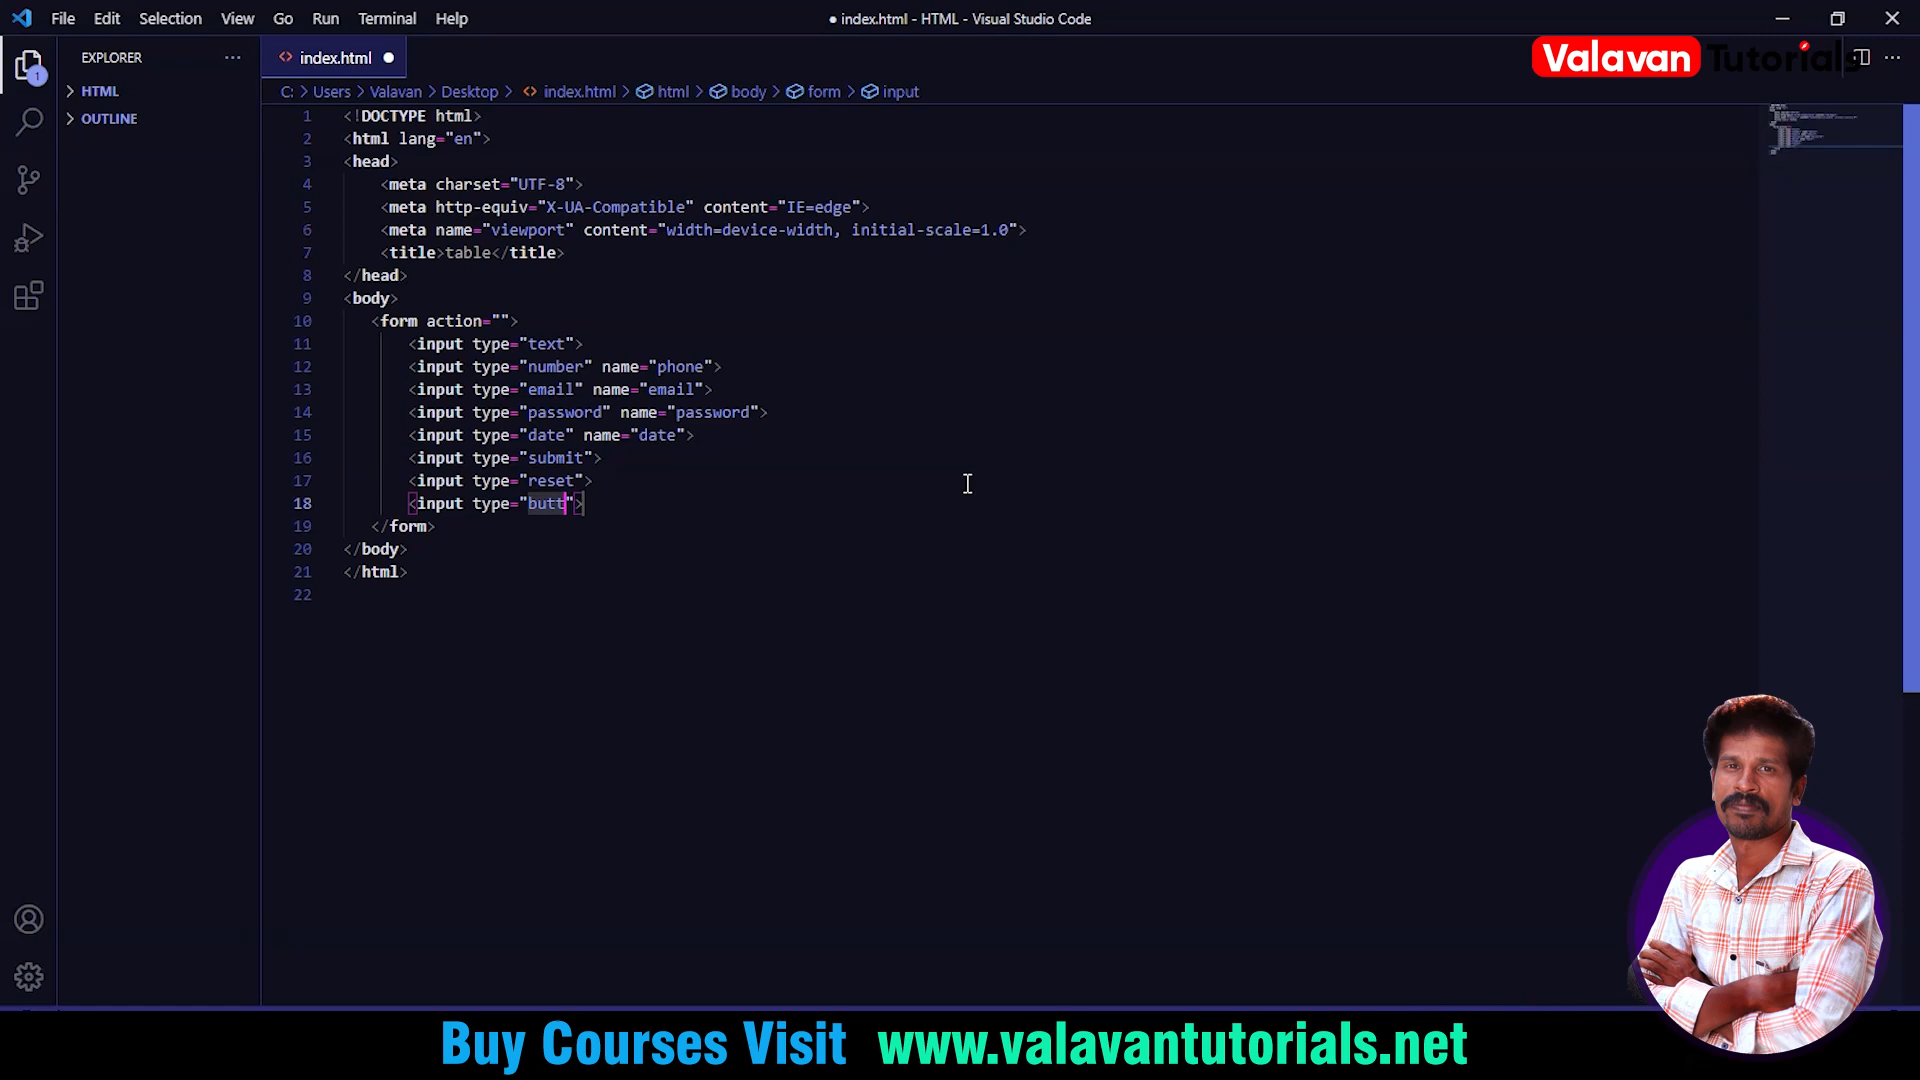 File Edit Selection View Go Run Terminal Help
● index.html - HTML - Visual Studio Code
EXPLORER ···
index.html ●
Valavan Tutorials
1
HTML
OUTLINE
C: > Users > Valavan > Desktop > index.html > html > body > form > input
1 <!DOCTYPE html>
2 <html lang="en">
3 <head>
4 <meta charset="UTF-8">
5 <meta http-equiv="X-UA-Compatible" content="IE=edge">
6 <meta name="viewport" content="width=device-width, initial-scale=1.0">
7 <title>table</title>
8 </head>
9 <body>
10 <form action="">
11 <input type="text">
12 <input type="number" name="phone">
13 <input type="email" name="email">
14 <input type="password" name="password">
15 <input type="date" name="date">
16 <input type="submit">
17 <input type="reset">
18 <input type="butt">
19 </form>
20 </body>
21 </html>
22
Buy Courses Visit www.valavantutorials.net